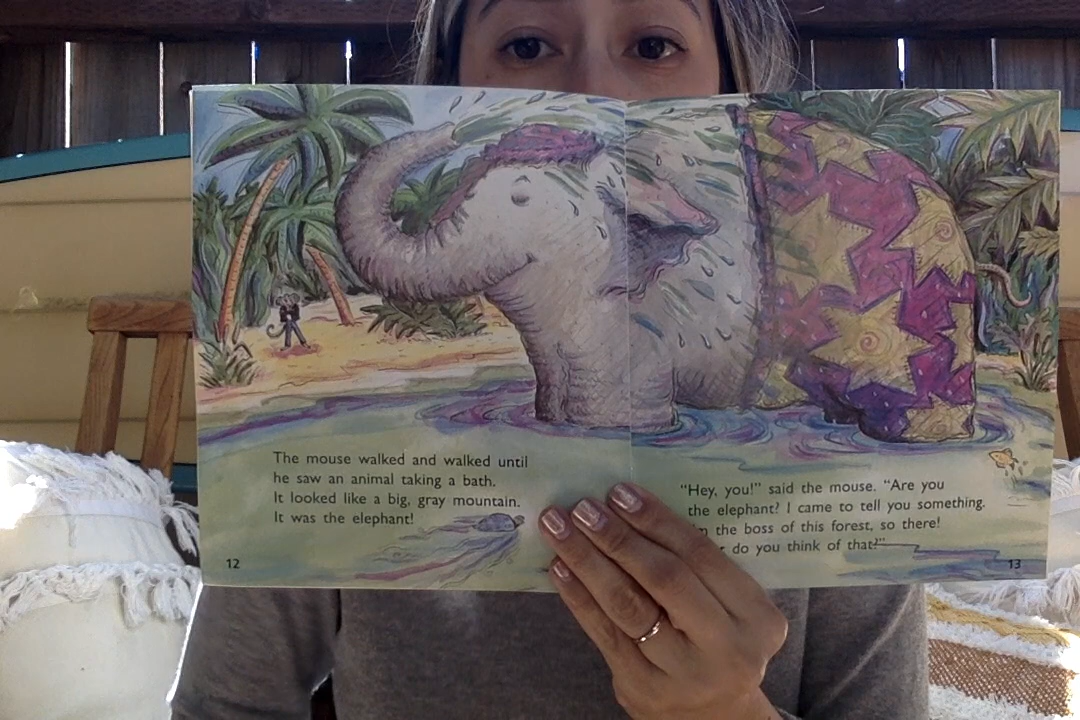 The mouse walked and walked until
he saw an animal taking a bath.
It looked like a big, gray mountain.
It was the elephant!
12
"Hey, you!" said the mouse. "Are you
the elephant? I came to tell you something.
I'm the boss of this forest, so there!
do you think of that?"
13